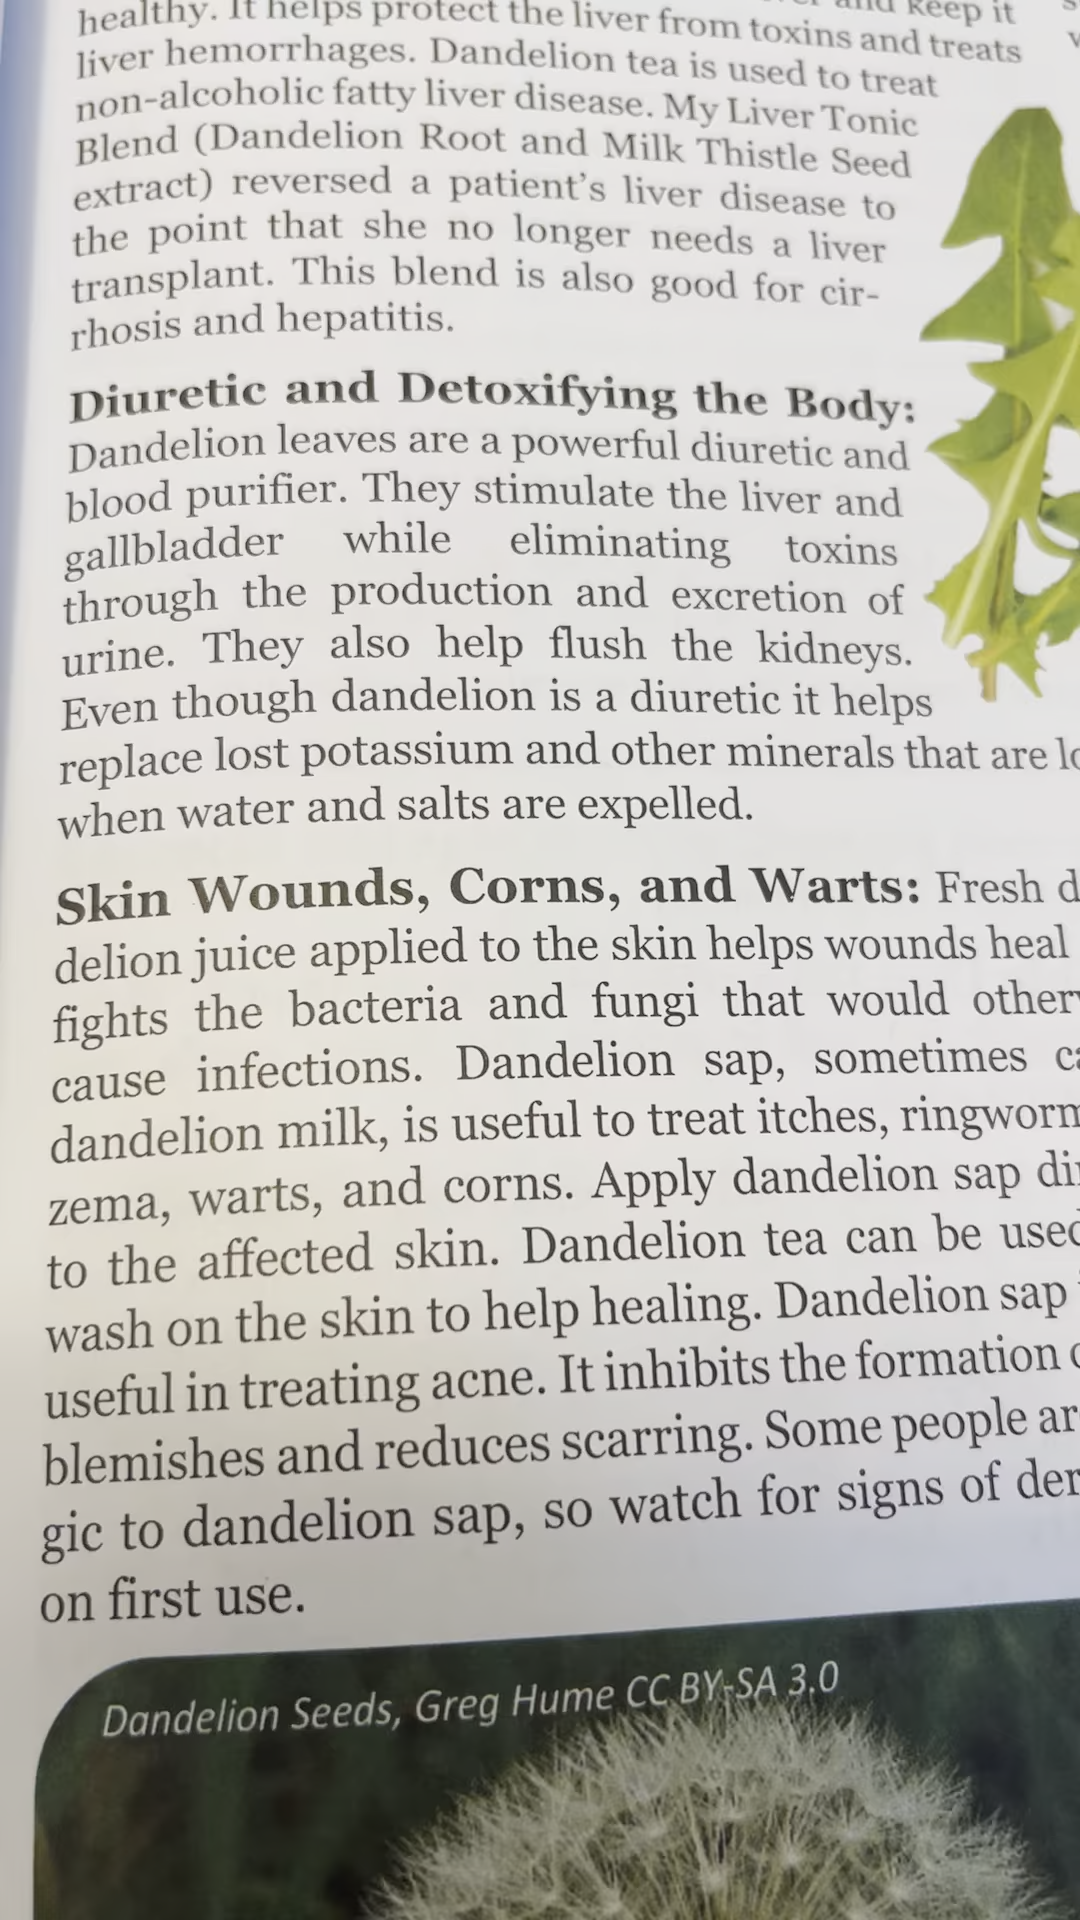 healthy. It helps protect the liver from toxins and treats
liver hemorrhages. Dandelion tea is used to treat
non-alcoholic fatty liver disease. My Liver Tonic
Blend (Dandelion Root and Milk Thistle Seed
extract) reversed a patient's liver disease to
the point that she no longer needs a liver
transplant. This blend is also good for cir-
rhosis and hepatitis.
Diuretic and Detoxifying the Body:
Dandelion leaves are a powerful diuretic and
blood purifier. They stimulate the liver and
gallbladder while eliminating toxins
through the production and excretion of
urine. They also help flush the kidneys.
Even though dandelion is a diuretic it helps
replace lost potassium and other minerals that are
when water and salts are expelled.
Skin Wounds, Corns, and Warts: Fresh
delion juice applied to the skin helps wounds heal
fights the bacteria and fungi that would
cause infections. Dandelion sap, sometimes
dandelion milk, is useful to treat itches, ringworm
zema, warts, and corns. Apply dandelion sap
to the affected skin. Dandelion tea can be used
wash on the skin to help healing. Dandelion sap
useful in treating acne. It inhibits the formation
blemishes and reduces scarring. Some people
gic to dandelion sap, so watch for signs of
on first use.
Dandelion Seeds, Greg Hume CC BY-SA 3.0